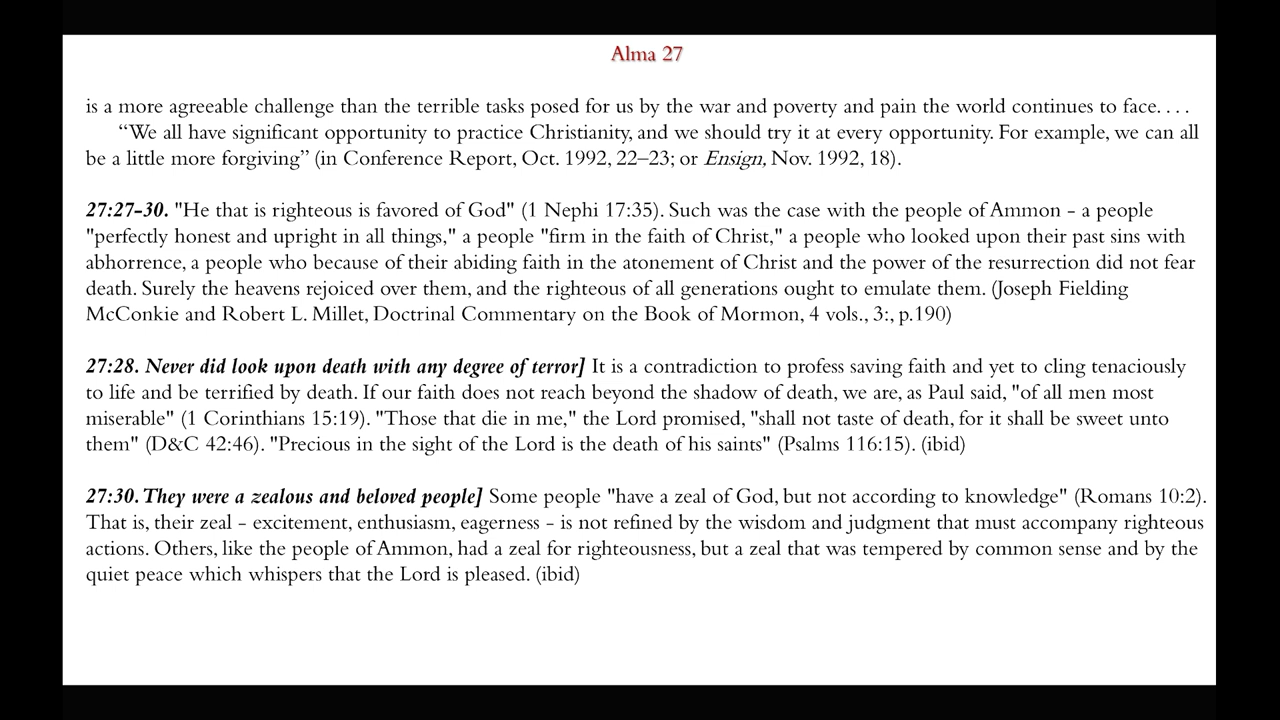 Alma 27
is a more agreeable challenge than the terrible tasks posed for us by the war and poverty and pain the world continues to face. . . .
“We all have significant opportunity to practice Christianity, and we should try it at every opportunity. For example, we can all
be a little more forgiving” (in Conference Report, Oct. 1992, 22–23; or Ensign, Nov. 1992, 18).
27:27-30. "He that is righteous is favored of God" (1 Nephi 17:35). Such was the case with the people of Ammon - a people
"perfectly honest and upright in all things," a people "firm in the faith of Christ," a people who looked upon their past sins with
abhorrence, a people who because of their abiding faith in the atonement of Christ and the power of the resurrection did not fear
death. Surely the heavens rejoiced over them, and the righteous of all generations ought to emulate them. (Joseph Fielding
McConkie and Robert L. Millet, Doctrinal Commentary on the Book of Mormon, 4 vols., 3:, p.190)
27:28. Never did look upon death with any degree of terror] It is a contradiction to profess saving faith and yet to cling tenaciously
to life and be terrified by death. If our faith does not reach beyond the shadow of death, we are, as Paul said, "of all men most
miserable" (1 Corinthians 15:19). "Those that die in me," the Lord promised, "shall not taste of death, for it shall be sweet unto
them" (D&C 42:46). "Precious in the sight of the Lord is the death of his saints" (Psalms 116:15). (ibid)
27:30. They were a zealous and beloved people] Some people "have a zeal of God, but not according to knowledge" (Romans 10:2).
That is, their zeal - excitement, enthusiasm, eagerness - is not refined by the wisdom and judgment that must accompany righteous
actions. Others, like the people of Ammon, had a zeal for righteousness, but a zeal that was tempered by common sense and by the
quiet peace which whispers that the Lord is pleased. (ibid)